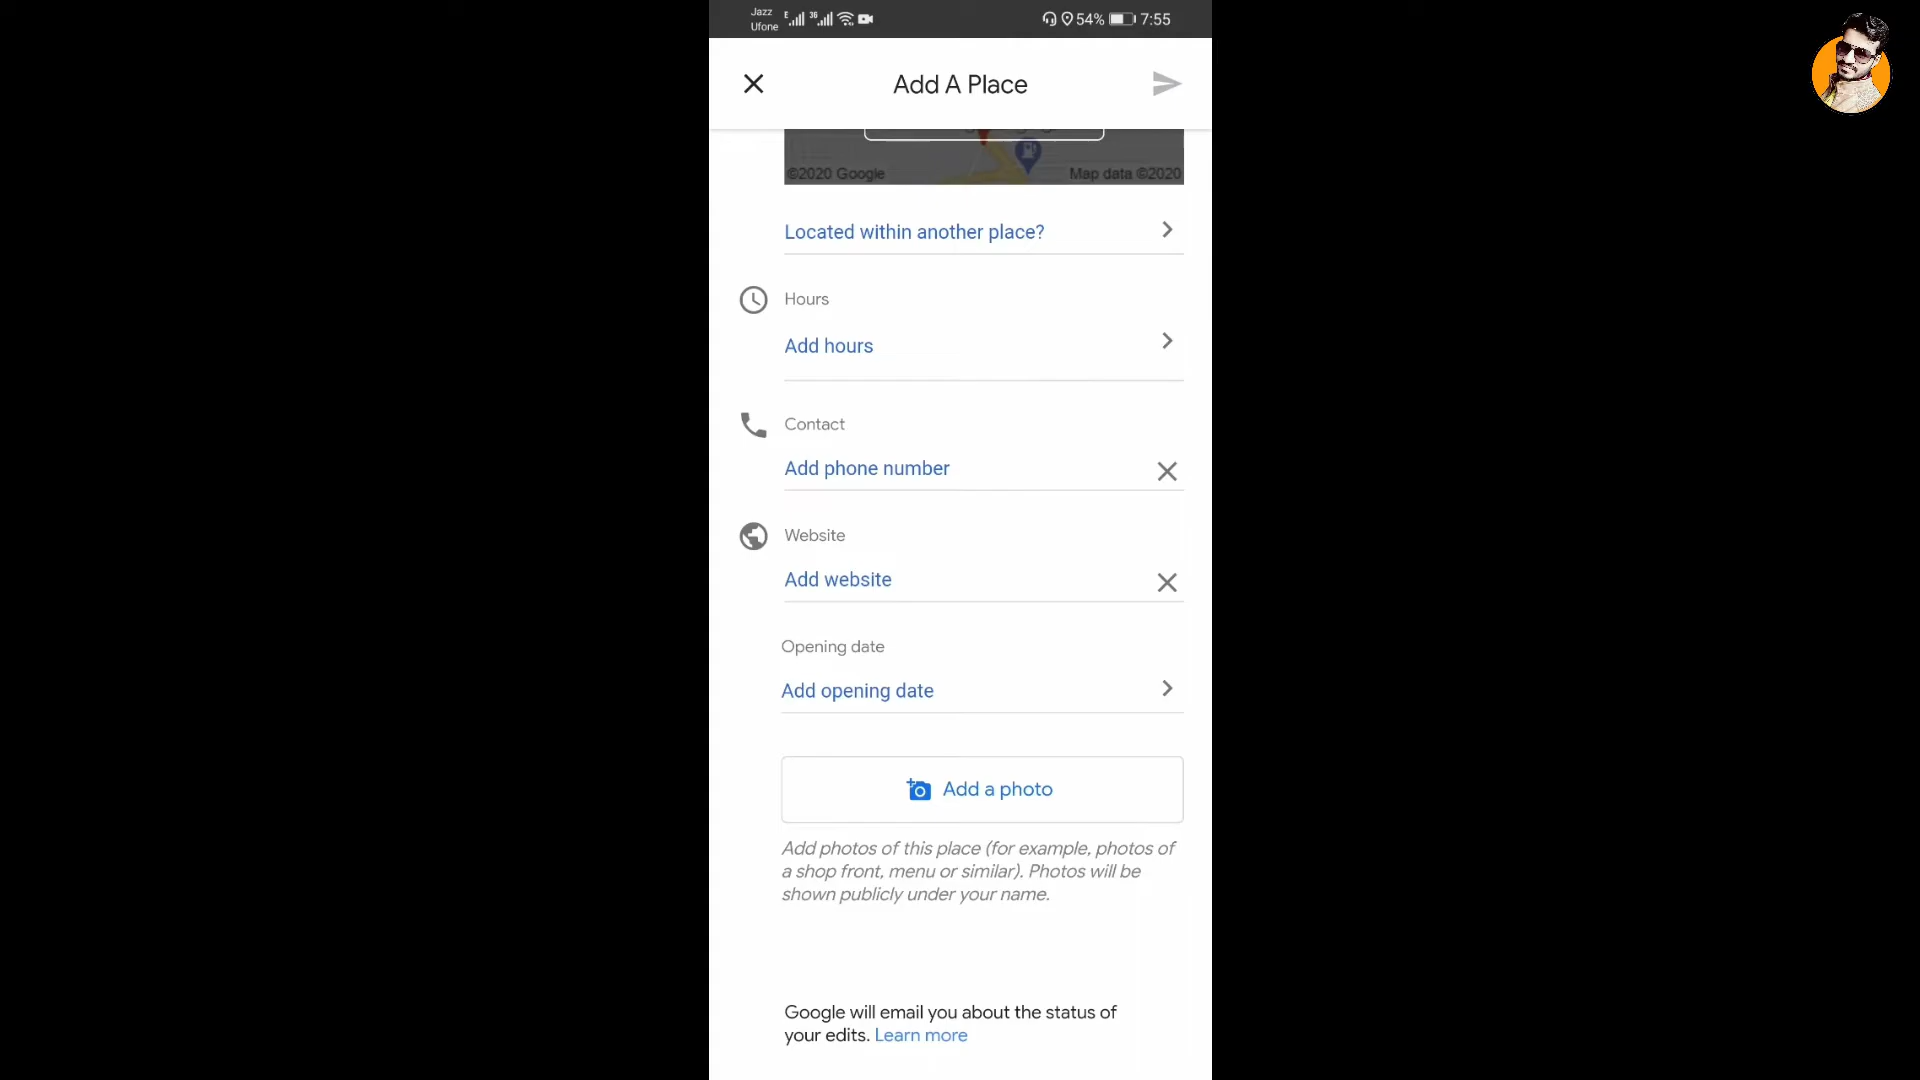 Jazz
Ufone
E
3G
54%
7:55
Add A Place
©2020 Google
Map data ©2020
Located within another place?
Hours
Add hours
Contact
Add phone number
Website
Add website
Opening date
Add opening date
Add a photo
Add photos of this place (for example, photos of
a shop front, menu or similar). Photos will be
shown publicly under your name.
Google will email you about the status of
your edits. Learn more